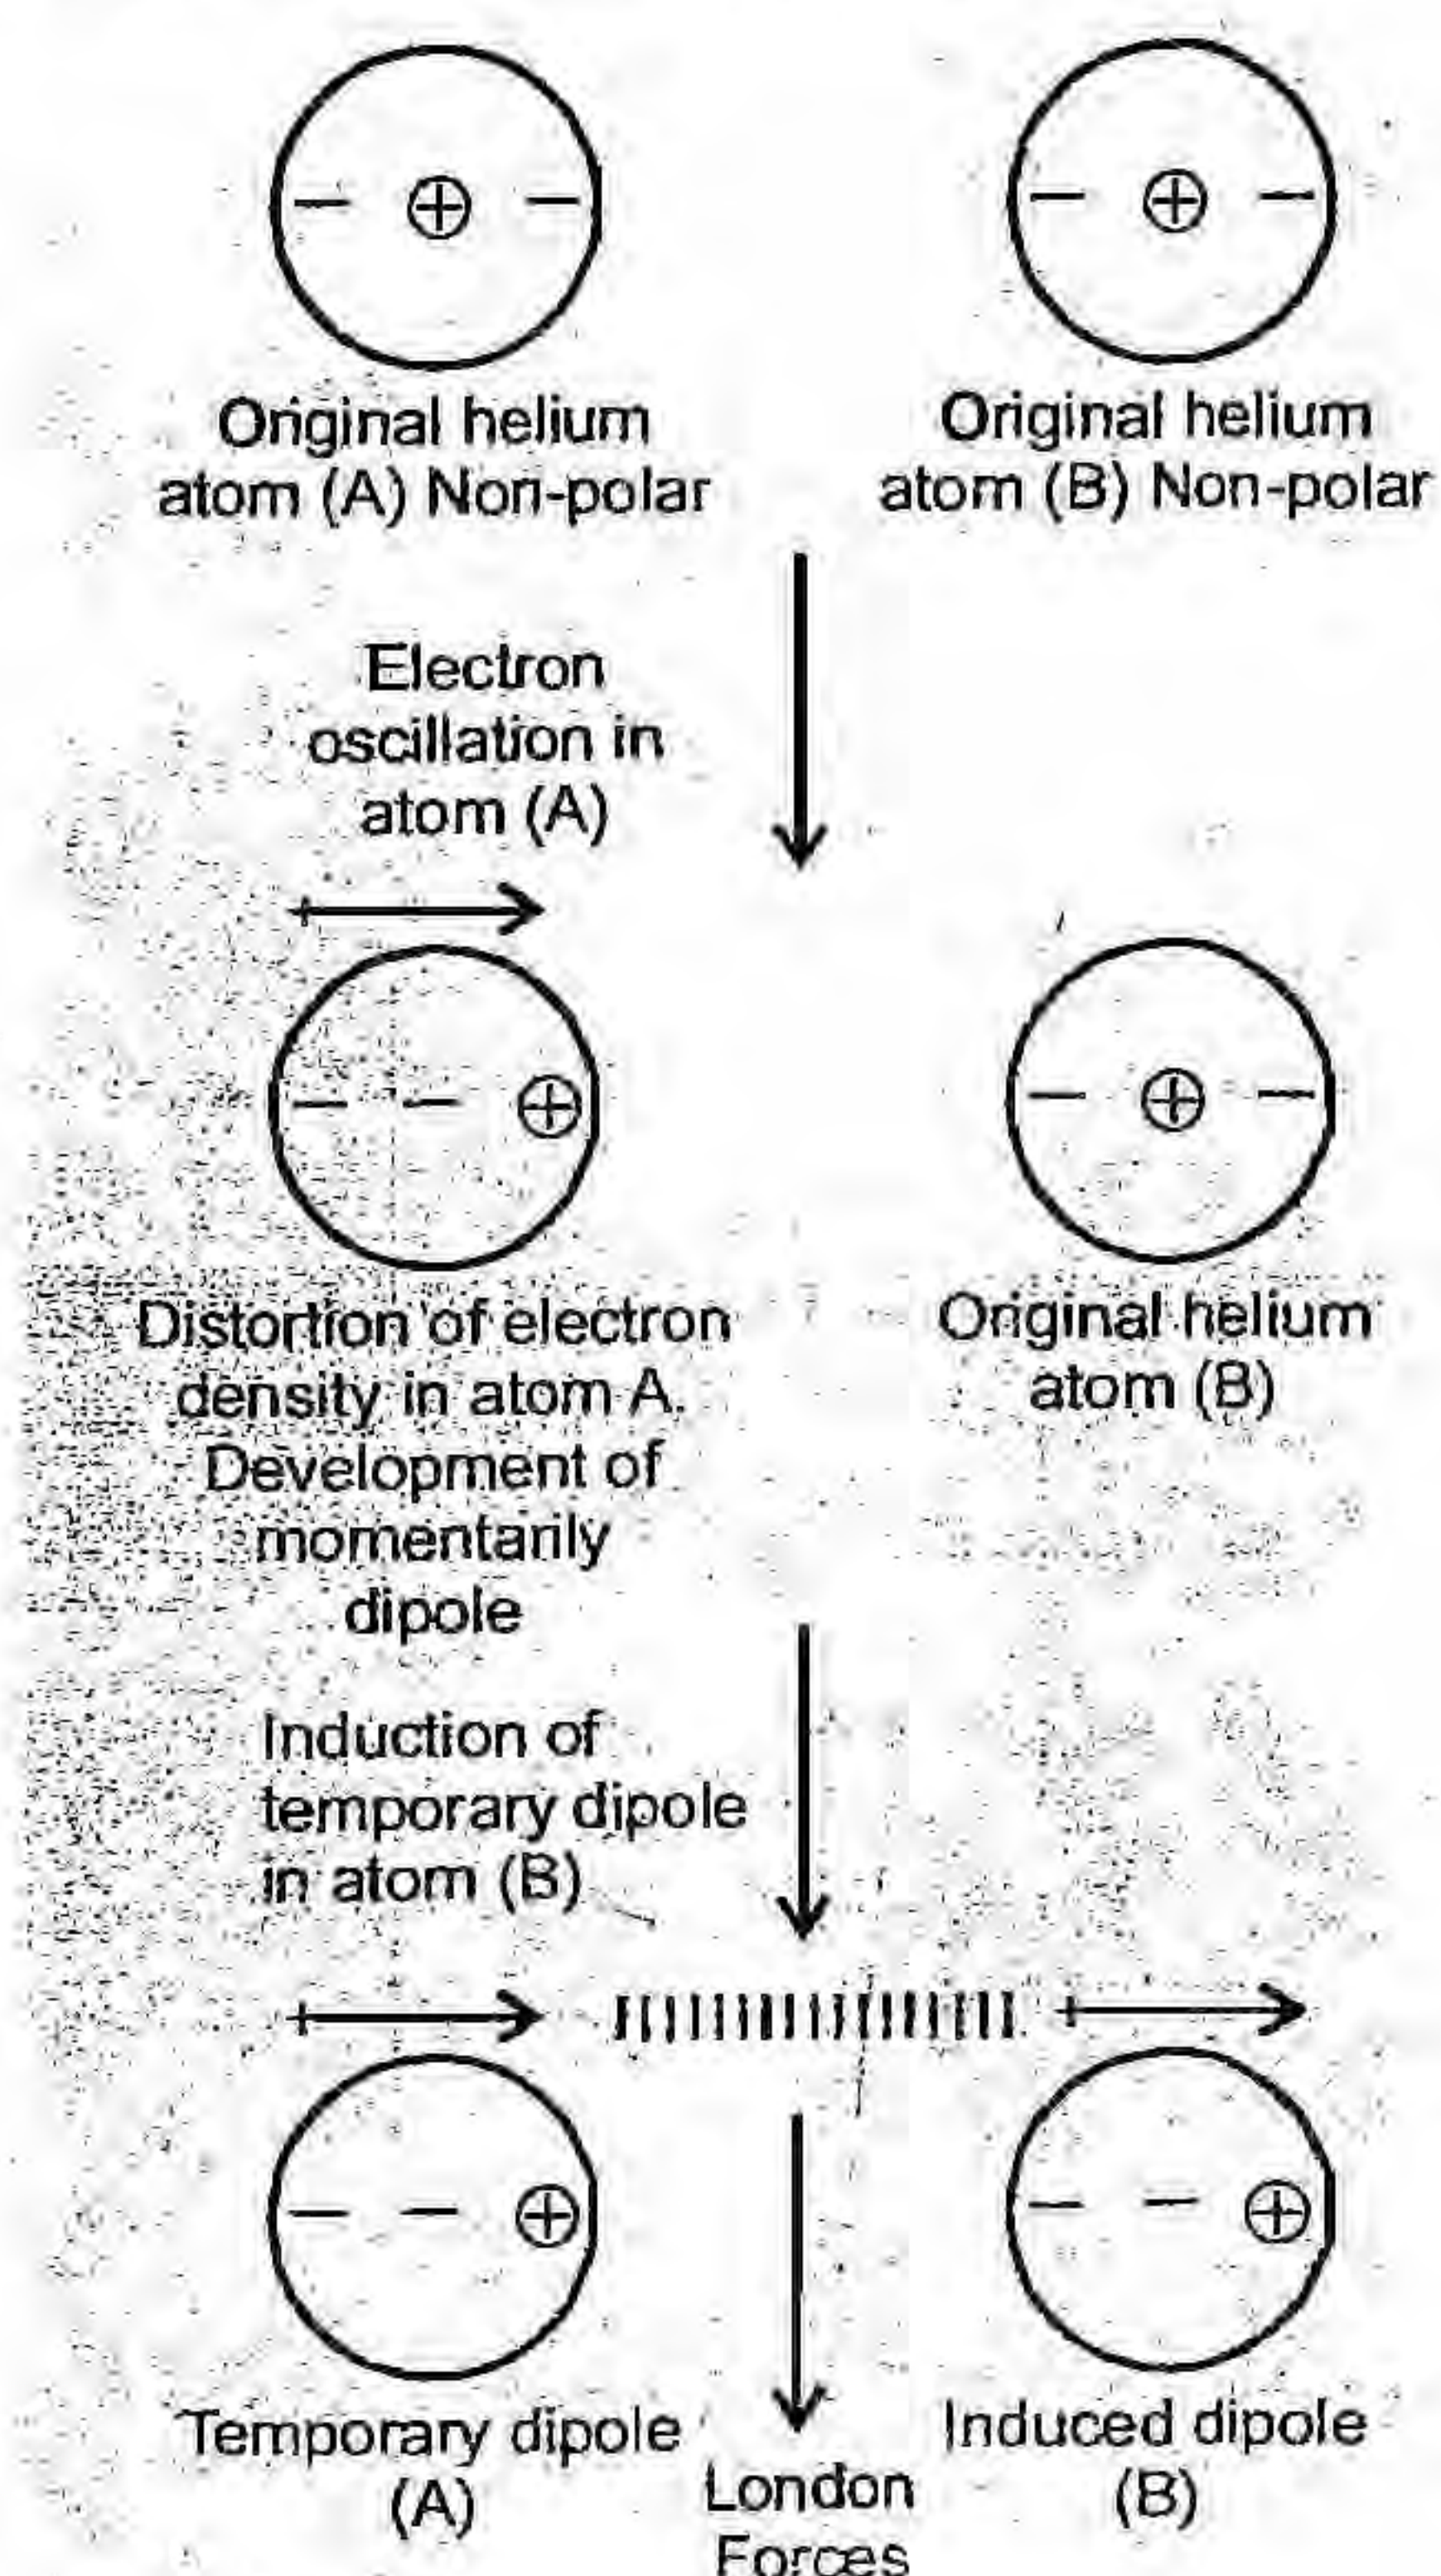 Original helium
atom (A) Non-polar
Original helium
atom (B) Non-polar
Electron
oscillation in
atom (A)
Distortion of electron
density in atom A.
Development of
momentarily
dipole
Original helium
atom (B)
Induction of
temporary dipole
in atom (B)
Temporary dipole
(A)
London
Forces
Induced dipole
(B)